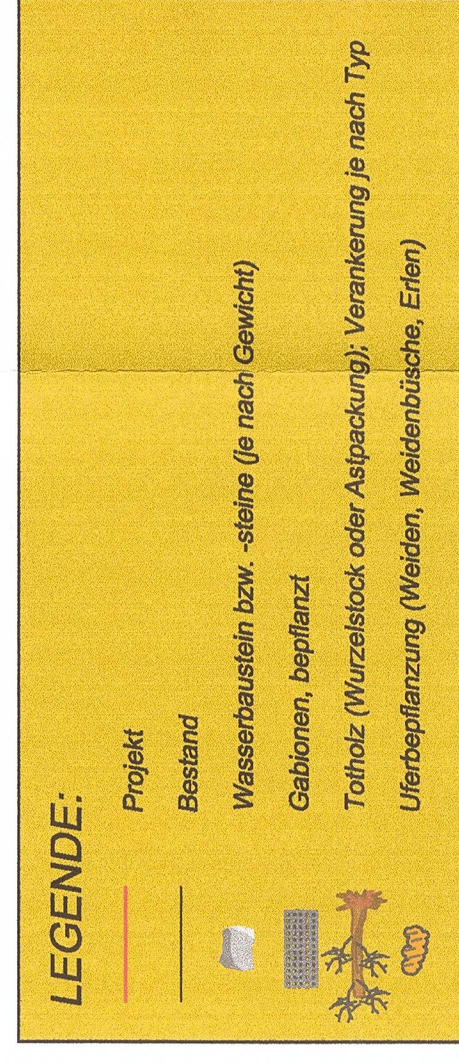 LEGENDE:
Projekt
Bestand
Wasserbaustein bzw. -steine (je nach Gewicht)
Gabionen, bepflanzt
Totholz (Wurzelstock oder Astpackung); Verankerung je nach Typ
Uferbepflanzung (Weiden, Weidenbüsche, Erlen)